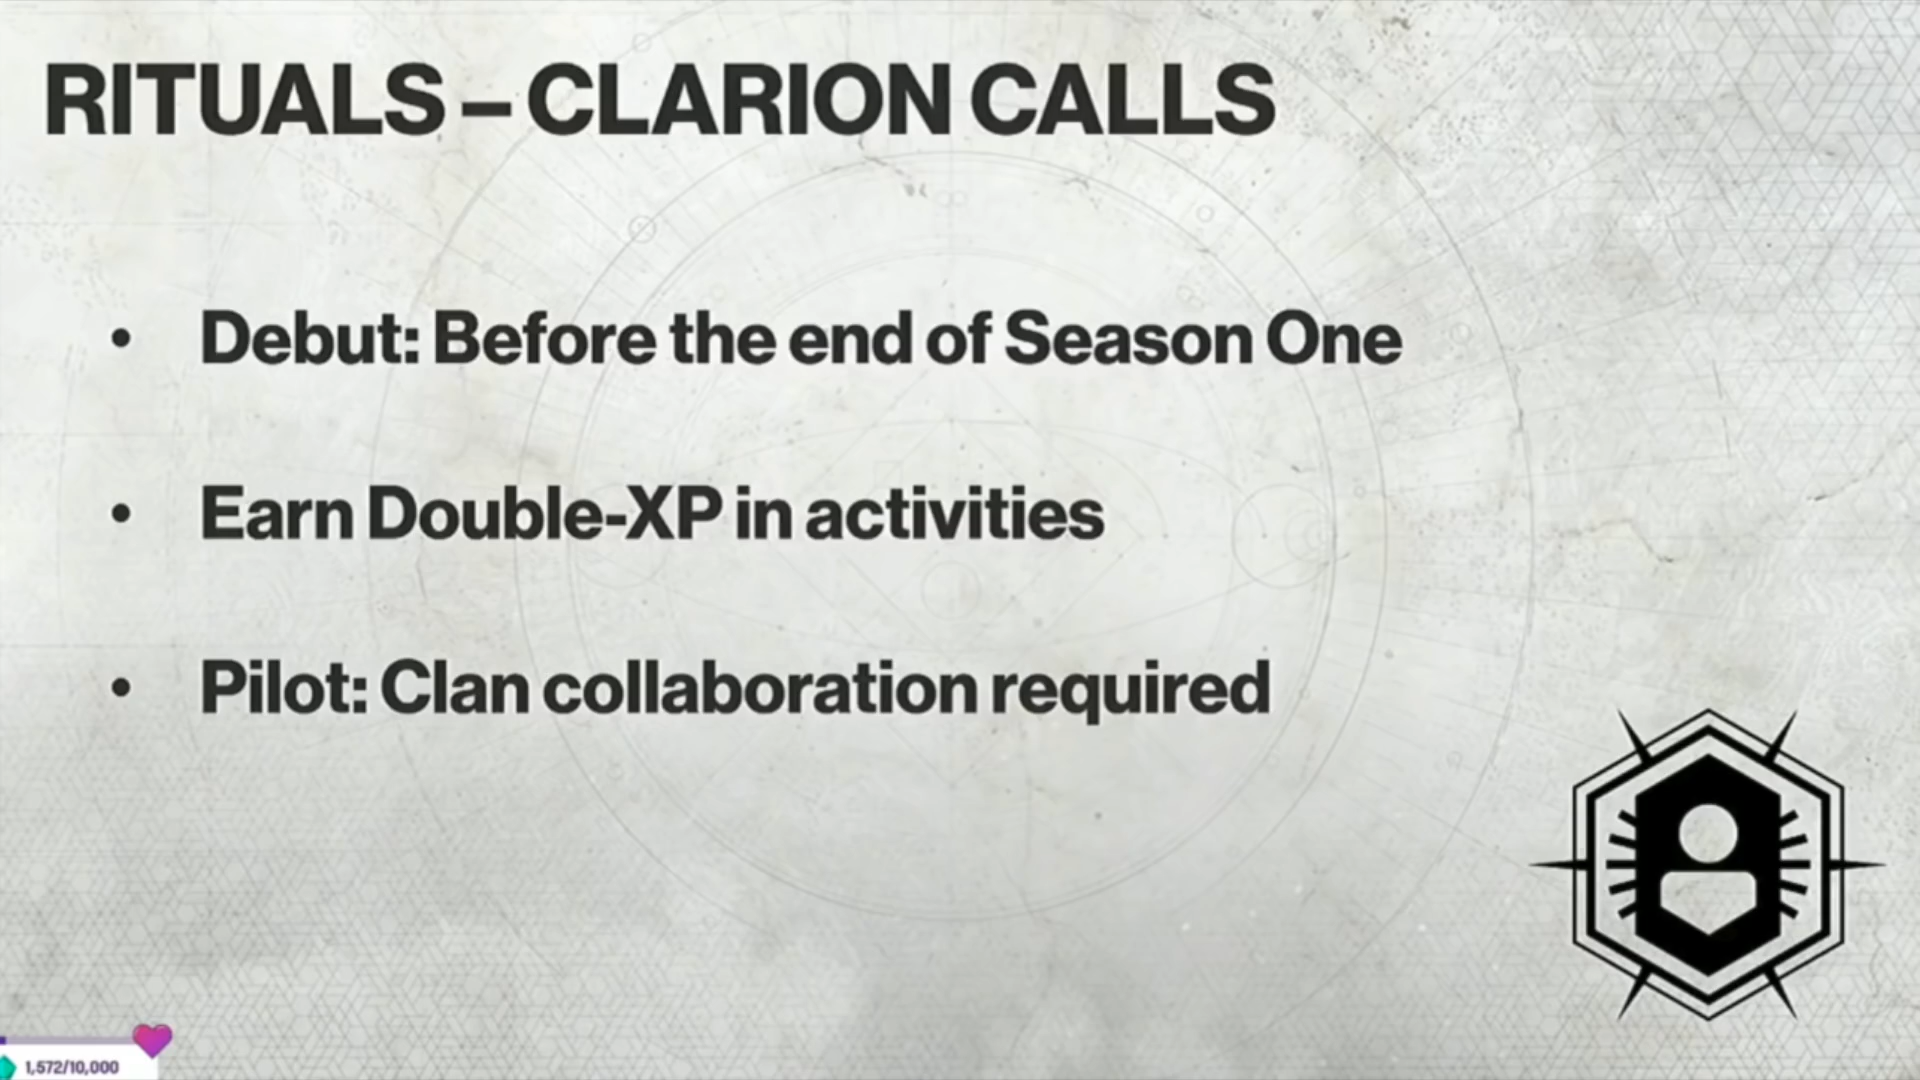 RITUALS – CLARION CALLS
• Debut: Before the end of Season One
• Earn Double-XP in activities
• Pilot: Clan collaboration required
1,572/10,000